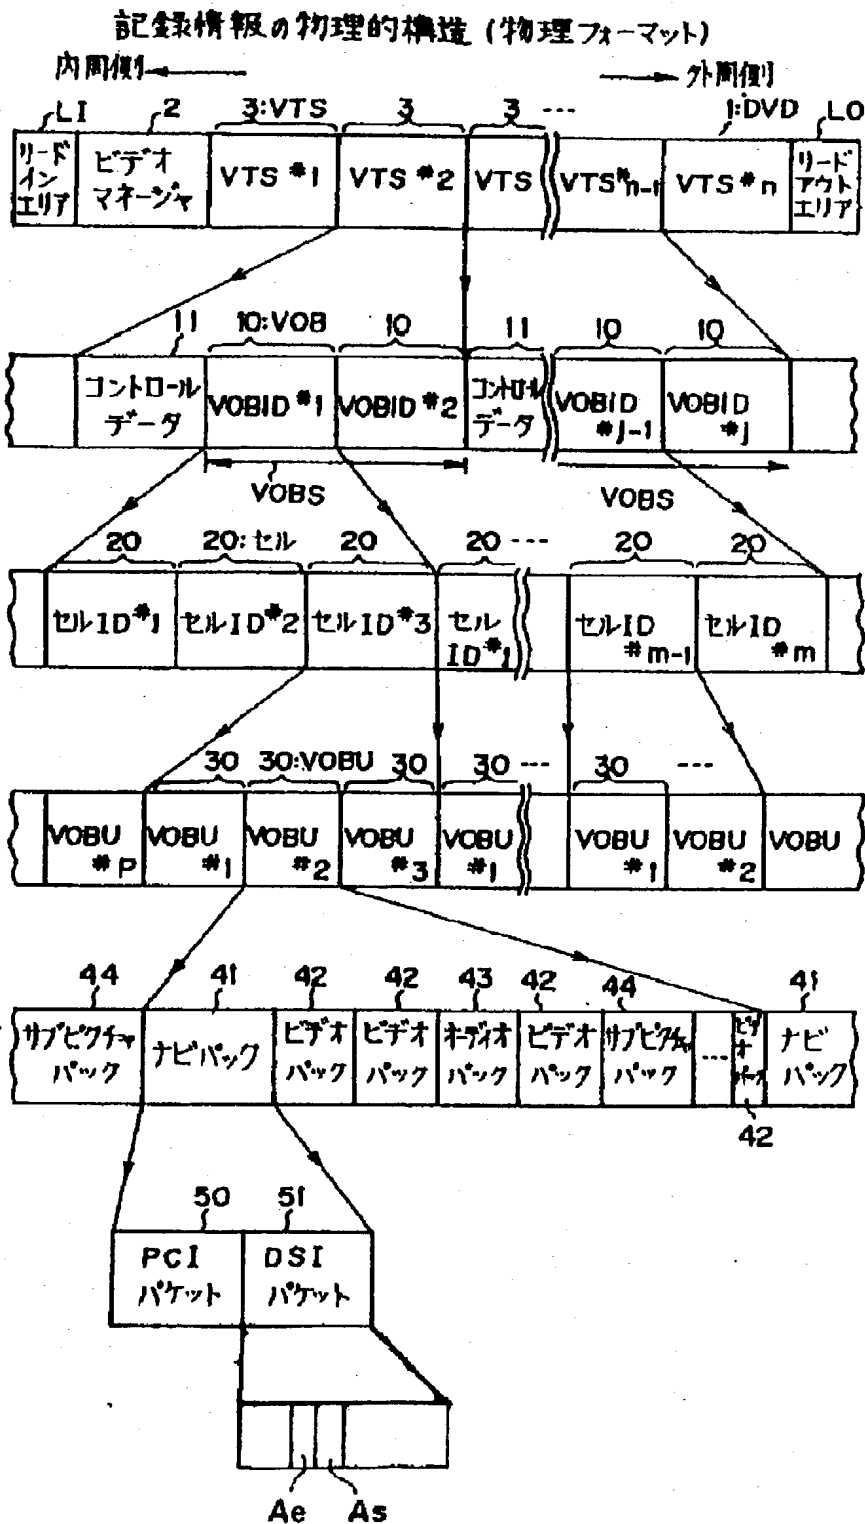 記録情報の物理的構造 (物理フォーマット)
内周側 外周側
LI 2 3:VTS 3 3 --- 1:DVD LO
リード
イン
エリア
ビデオ
マネージャ
VTS #1
VTS #2
VTS
VTS#n-1
VTS #n
リード
アウト
エリア
11 10:VOB 10 11 10 10
コントロール
データ
VOBID #1
VOBID #2
コントロール
データ
VOBID
#j-1
VOBID
#j
VOBS VOBS
20 20:セル 20 20 --- 20 20
セルID#1
セルID#2
セルID#3
セル
ID#1
セルID
#m-1
セルID
#m
30 30:VOBU 30 30 --- 30 ---
VOBU
#P
VOBU
#1
VOBU
#2
VOBU
#3
VOBU
#1
VOBU
#1
VOBU
#2
VOBU
44 41 42 42 43 42 44 41
サブピクチャ
パック
ナビパック
ビデオ
パック
ビデオ
パック
オーディオ
パック
ビデオ
パック
サブピクチャ
パック
---
ビデオ
パック
ナビ
パック
42
50 51
PCI
パケット
DSI
パケット
Ae As